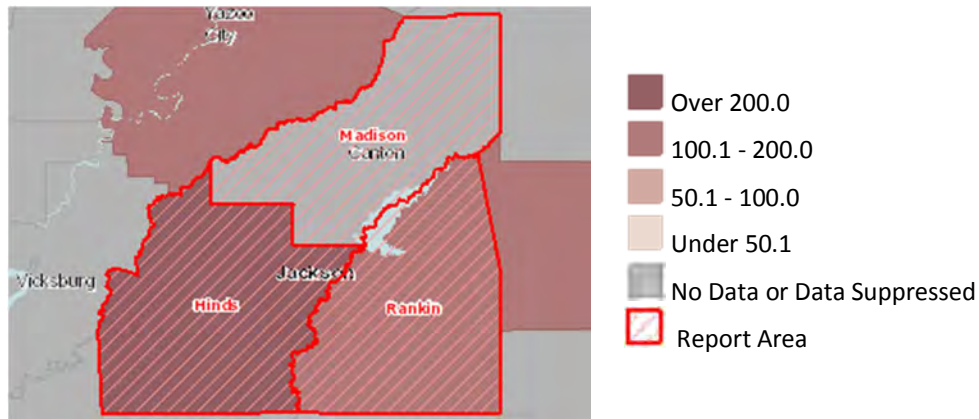 Yazoo
City
Madison
Canton
Vicksburg
Jackson
Hinds
Rankin
Over 200.0
100.1 - 200.0
50.1 - 100.0
Under 50.1
No Data or Data Suppressed
Report Area